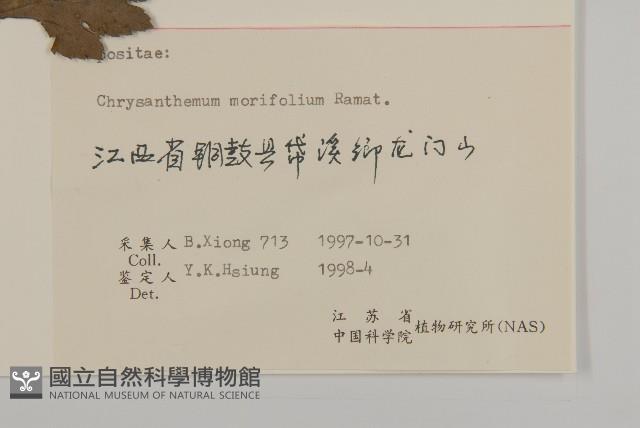 positae:
Chrysanthemum morifolium Ramat.
江西省铜鼓县带溪鄉龙门山
采集人 B.Xiong 713 1997-10-31
Coll.
鉴定人 Y.K.Hsiung 1998-4
Det.
江苏省
中国科学院 植物研究所(NAS)
國立自然科學博物館
NATIONAL MUSEUM OF NATURAL SCIENCE